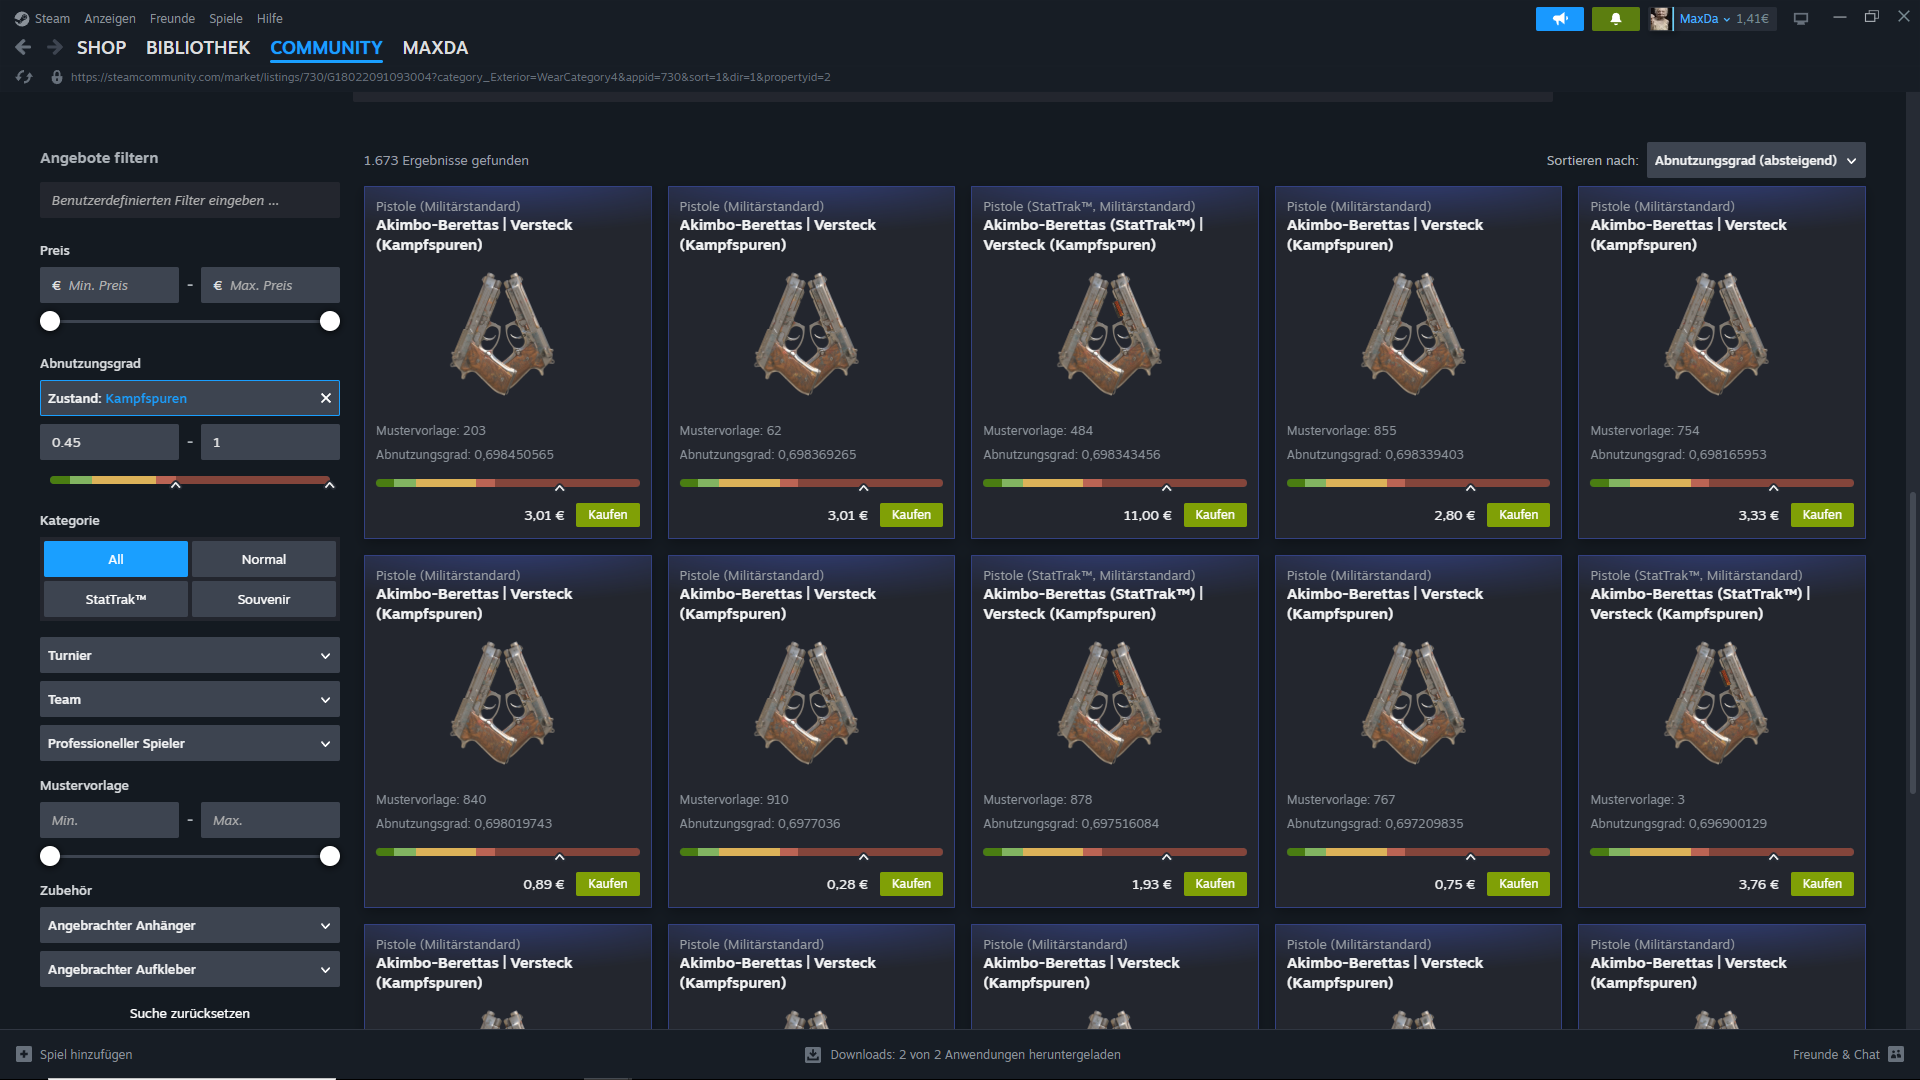 Steam Anzeigen Freunde Spiele Hilfe
MaxDa 1,41€
SHOP BIBLIOTHEK COMMUNITY MAXDA
https://steamcommunity.com/market/listings/730/G18022091093004?category_Exterior=WearCategory4&appid=730&sort=1&dir=1&propertyid=2
Angebote filtern
Benutzerdefinierten Filter eingeben ...
Preis
€ Min. Preis - € Max. Preis
Abnutzungsgrad
Zustand: Kampfspuren
0.45 - 1
Kategorie
All Normal
StatTrak™ Souvenir
Turnier
Team
Professioneller Spieler
Mustervorlage
Min. - Max.
Zubehör
Angebrachter Anhänger
Angebrachter Aufkleber
Suche zurücksetzen
1.673 Ergebnisse gefunden
Sortieren nach: Abnutzungsgrad (absteigend)
Pistole (Militärstandard)
Akimbo-Berettas | Versteck
(Kampfspuren)
Mustervorlage: 203
Abnutzungsgrad: 0,698450565
3,01 € Kaufen
Pistole (Militärstandard)
Akimbo-Berettas | Versteck
(Kampfspuren)
Mustervorlage: 62
Abnutzungsgrad: 0,698369265
3,01 € Kaufen
Pistole (StatTrak™, Militärstandard)
Akimbo-Berettas (StatTrak™) |
Versteck (Kampfspuren)
Mustervorlage: 484
Abnutzungsgrad: 0,698343456
11,00 € Kaufen
Pistole (Militärstandard)
Akimbo-Berettas | Versteck
(Kampfspuren)
Mustervorlage: 855
Abnutzungsgrad: 0,698339403
2,80 € Kaufen
Pistole (Militärstandard)
Akimbo-Berettas | Versteck
(Kampfspuren)
Mustervorlage: 754
Abnutzungsgrad: 0,698165953
3,33 € Kaufen
Pistole (Militärstandard)
Akimbo-Berettas | Versteck
(Kampfspuren)
Mustervorlage: 840
Abnutzungsgrad: 0,698019743
0,89 € Kaufen
Pistole (Militärstandard)
Akimbo-Berettas | Versteck
(Kampfspuren)
Mustervorlage: 910
Abnutzungsgrad: 0,6977036
0,28 € Kaufen
Pistole (StatTrak™, Militärstandard)
Akimbo-Berettas (StatTrak™) |
Versteck (Kampfspuren)
Mustervorlage: 878
Abnutzungsgrad: 0,697516084
1,93 € Kaufen
Pistole (Militärstandard)
Akimbo-Berettas | Versteck
(Kampfspuren)
Mustervorlage: 767
Abnutzungsgrad: 0,697209835
0,75 € Kaufen
Pistole (StatTrak™, Militärstandard)
Akimbo-Berettas (StatTrak™) |
Versteck (Kampfspuren)
Mustervorlage: 3
Abnutzungsgrad: 0,696900129
3,76 € Kaufen
Pistole (Militärstandard)
Akimbo-Berettas | Versteck
(Kampfspuren)
Pistole (Militärstandard)
Akimbo-Berettas | Versteck
(Kampfspuren)
Pistole (Militärstandard)
Akimbo-Berettas | Versteck
(Kampfspuren)
Pistole (Militärstandard)
Akimbo-Berettas | Versteck
(Kampfspuren)
Pistole (Militärstandard)
Akimbo-Berettas | Versteck
(Kampfspuren)
Spiel hinzufügen
Downloads: 2 von 2 Anwendungen heruntergeladen
Freunde & Chat